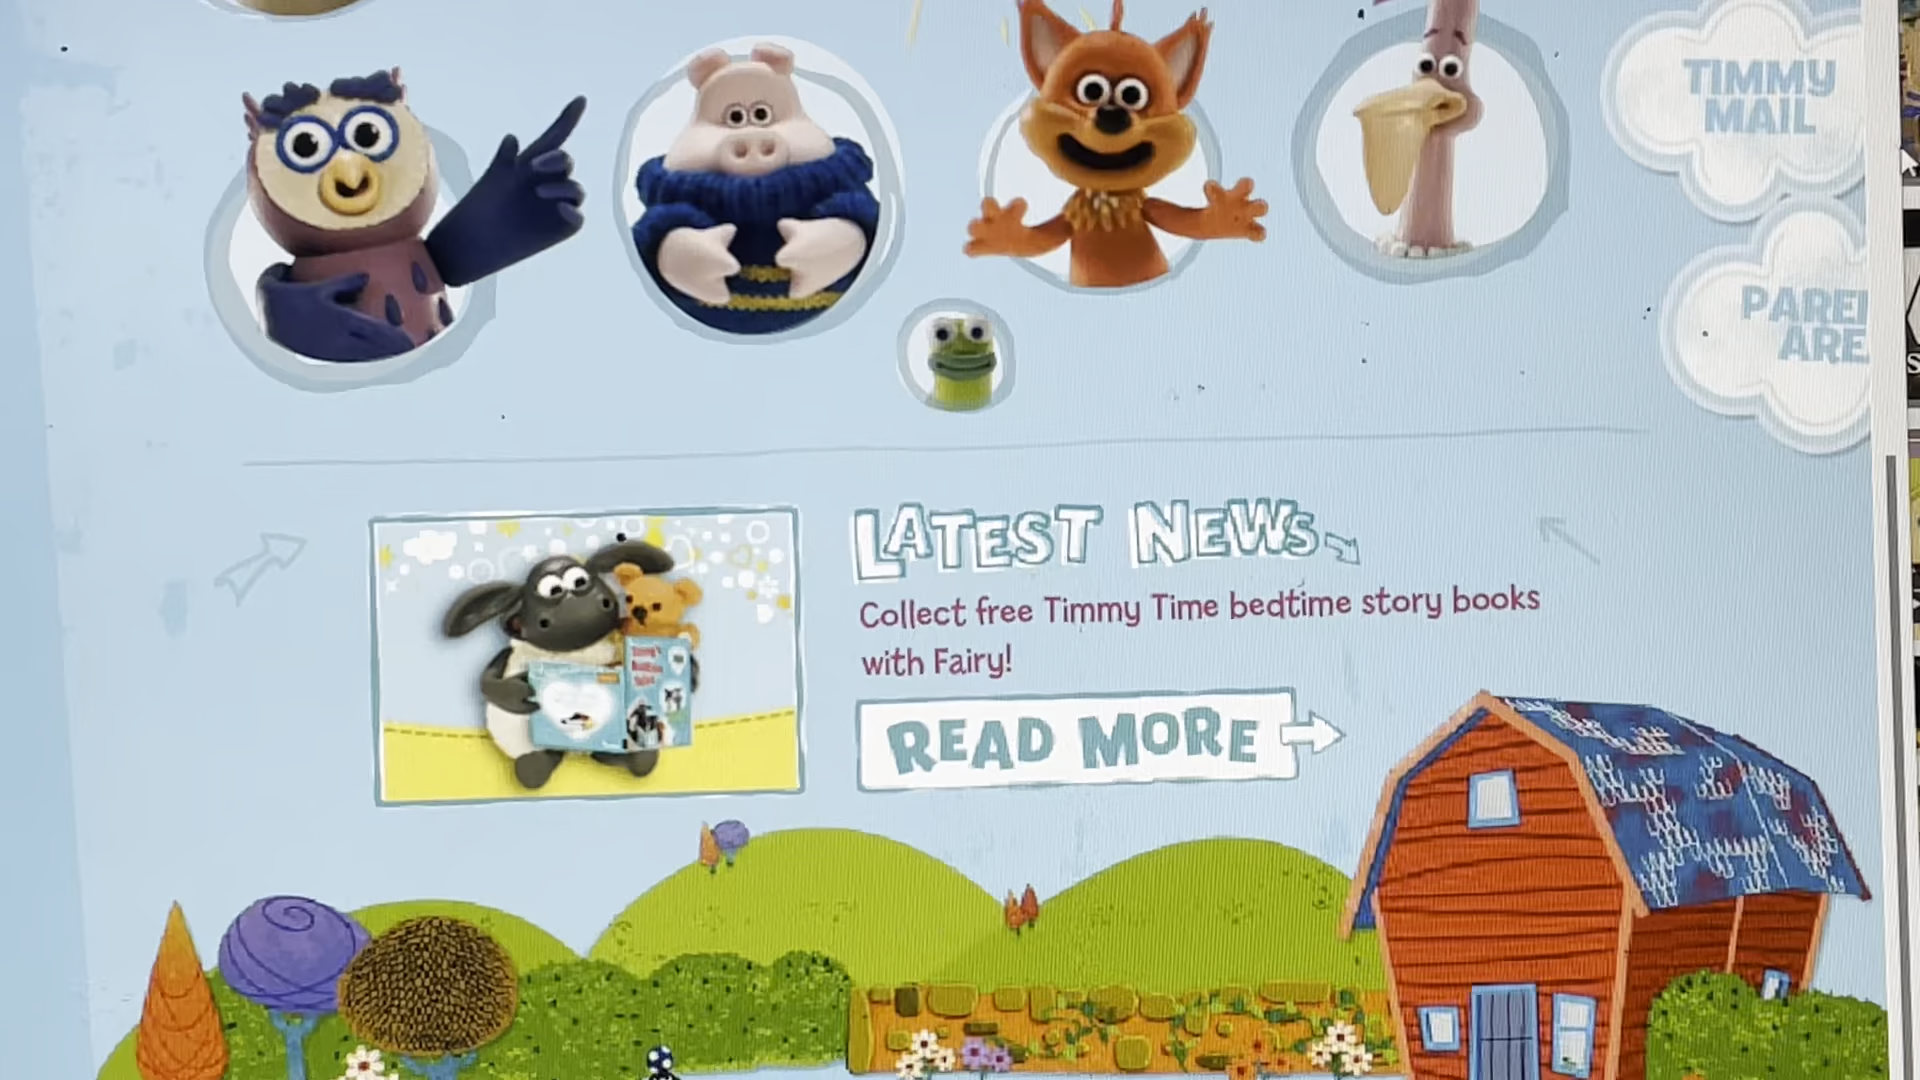 TIMMY
MAIL
LATEST NEWS
Collect free Timmy Time bedtime story books
with Fairy!
READ MORE